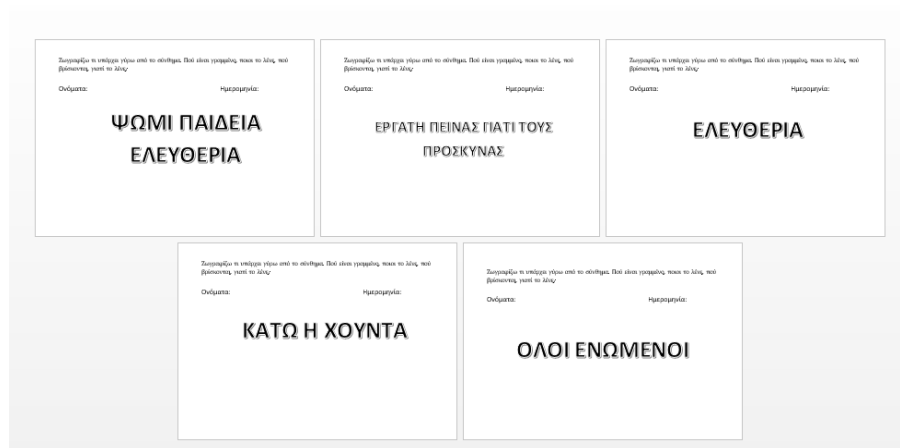 Ζωγραφίζω τι υπάρχει γύρω από το σύνθημα. Πού είναι γραμμένο, ποιοι το λένε, πού
βρίσκονται, γιατί το λένε;
Ονόματα: Ημερομηνία:
ΨΩΜΙ ΠΑΙΔΕΙΑ
ΕΛΕΥΘΕΡΙΑ
Ζωγραφίζω τι υπάρχει γύρω από το σύνθημα. Πού είναι γραμμένο, ποιοι το λένε, πού
βρίσκονται, γιατί το λένε;
Ονόματα: Ημερομηνία:
ΕΡΓΑΤΗ ΠΕΙΝΑΣ ΓΙΑΤΙ ΤΟΥΣ
ΠΡΟΣΚΥΝΑΣ
Ζωγραφίζω τι υπάρχει γύρω από το σύνθημα. Πού είναι γραμμένο, ποιοι το λένε, πού
βρίσκονται, γιατί το λένε;
Ονόματα: Ημερομηνία:
ΕΛΕΥΘΕΡΙΑ
Ζωγραφίζω τι υπάρχει γύρω από το σύνθημα. Πού είναι γραμμένο, ποιοι το λένε, πού
βρίσκονται, γιατί το λένε;
Ονόματα: Ημερομηνία:
ΚΑΤΩ Η ΧΟΥΝΤΑ
Ζωγραφίζω τι υπάρχει γύρω από το σύνθημα. Πού είναι γραμμένο, ποιοι το λένε, πού
βρίσκονται, γιατί το λένε;
Ονόματα: Ημερομηνία:
ΟΛΟΙ ΕΝΩΜΕΝΟΙ